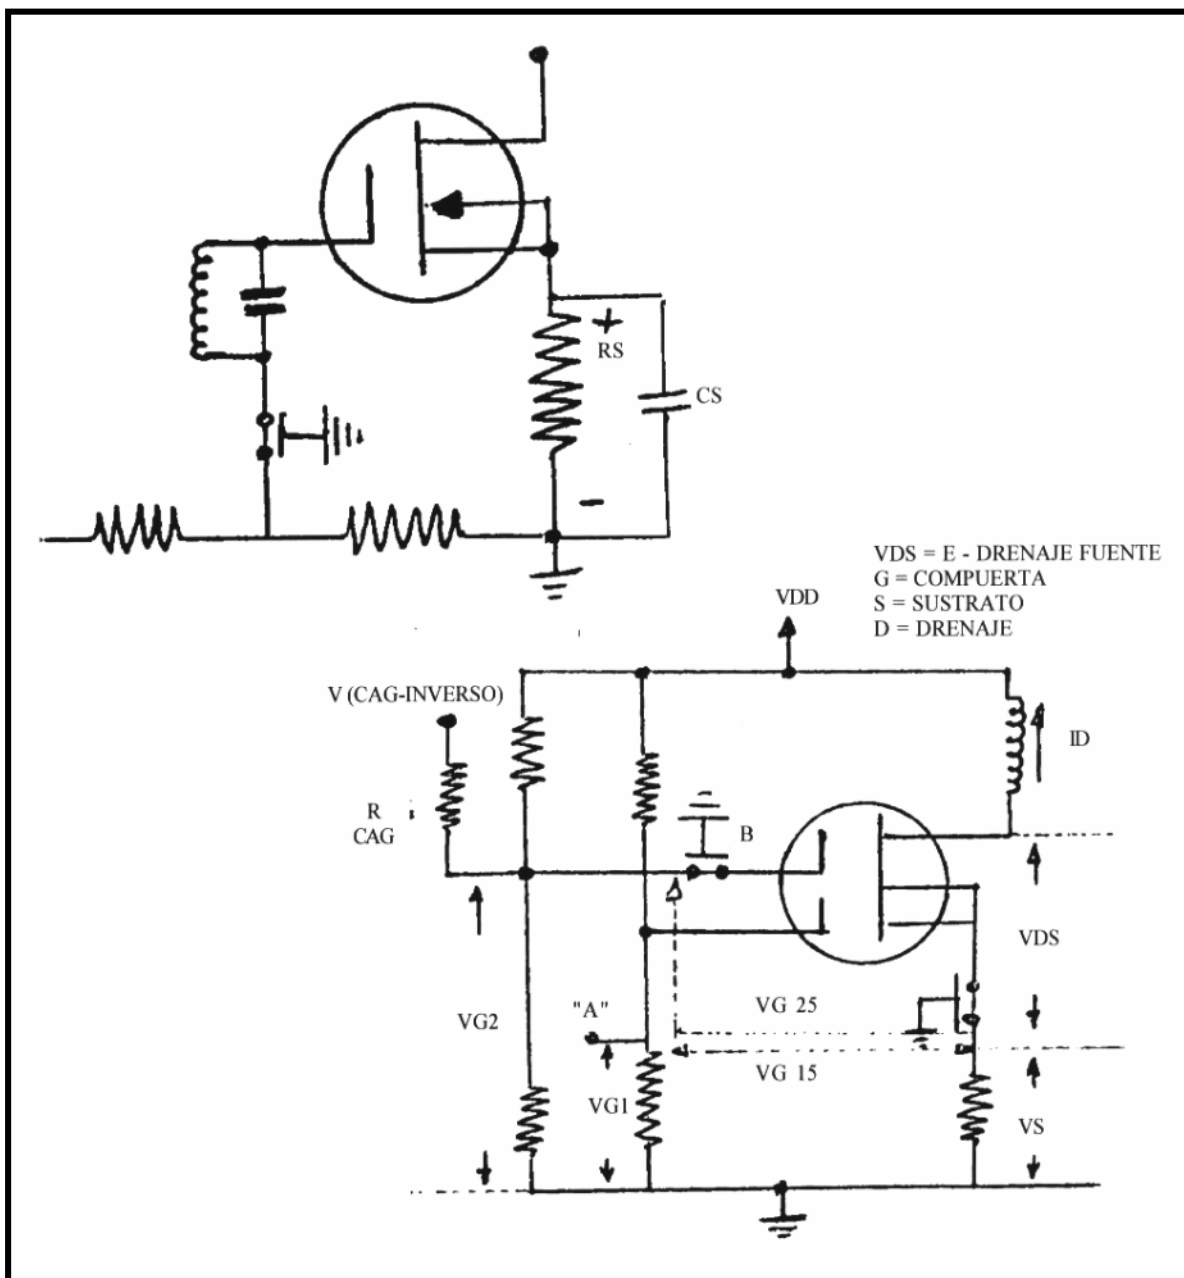 +
RS
CS
-
VDS = E - DRENAJE FUENTE
G = COMPUERTA
S = SUSTRATO
D = DRENAJE
VDD
V (CAG-INVERSO)
ID
R
CAG
B
VDS
"A"
VG 25
VG2
VG 15
VG1
VS